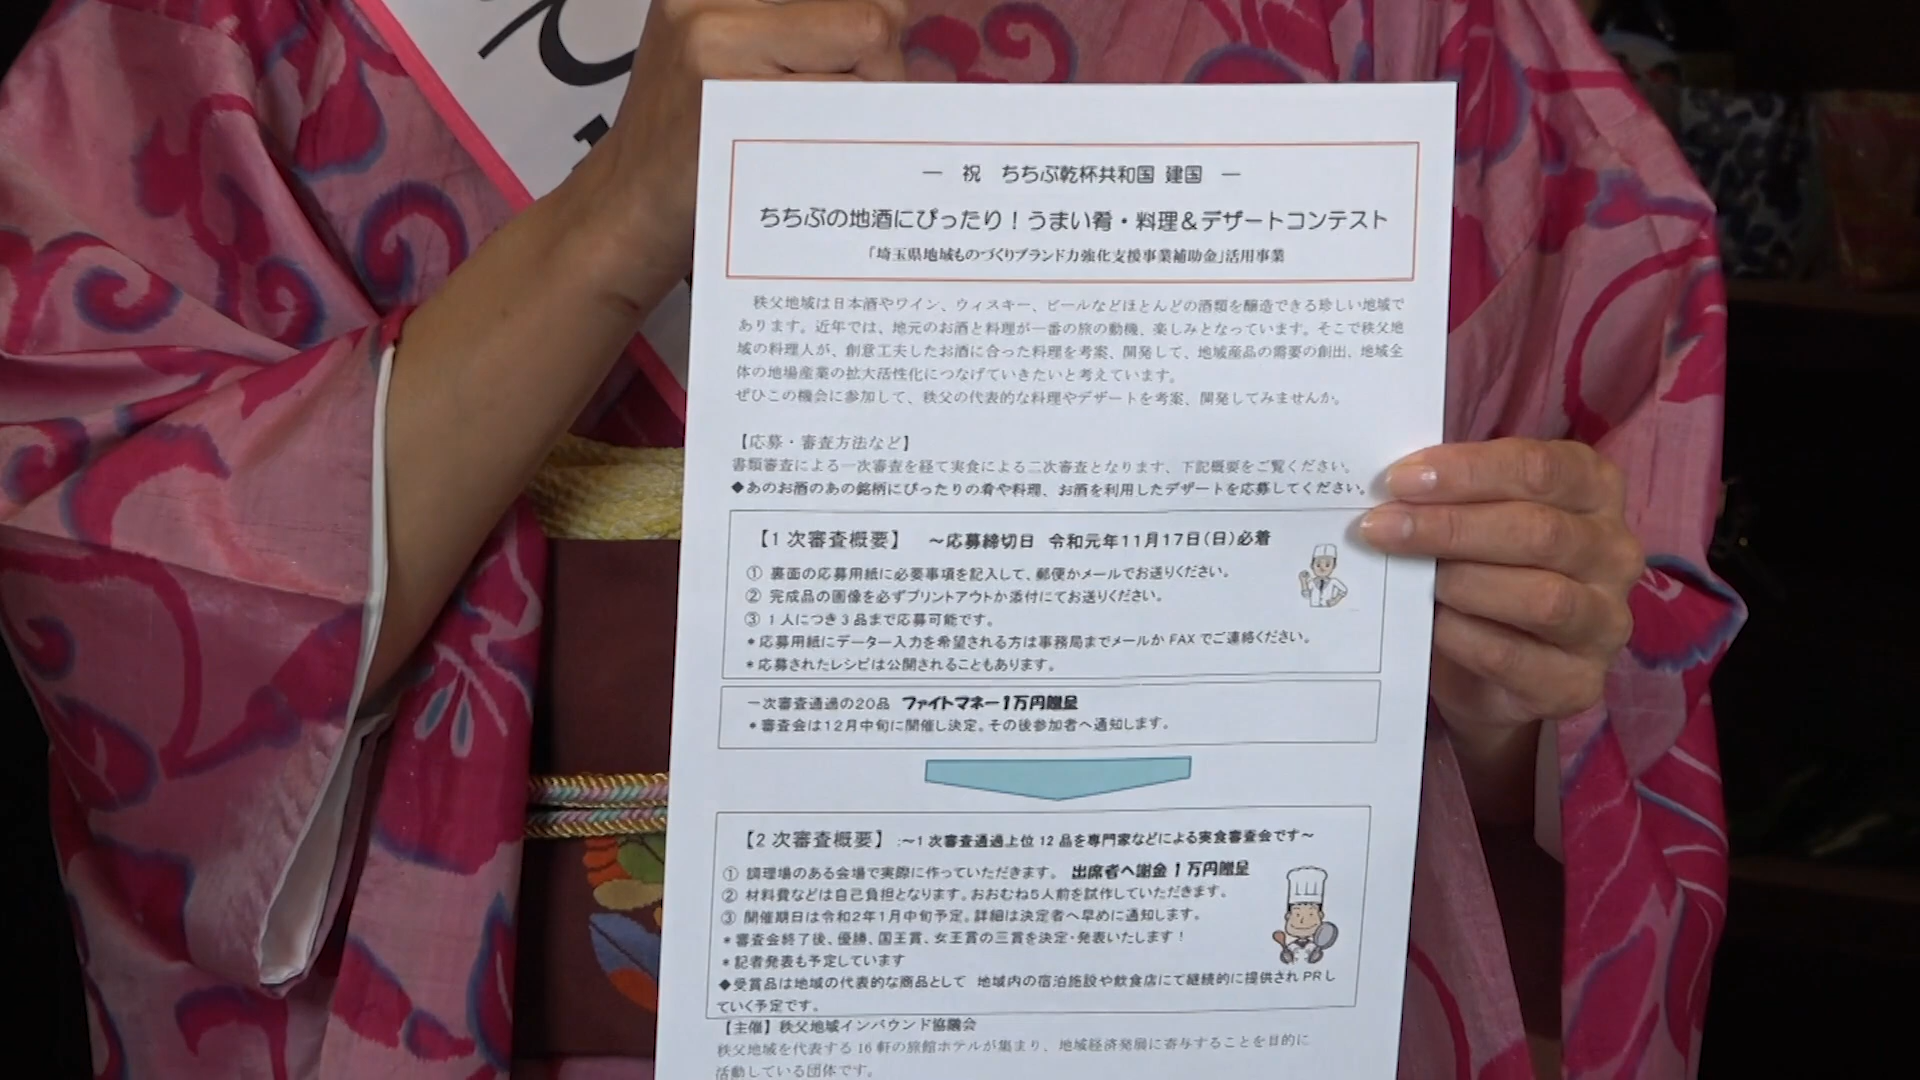 ― 祝 ちちぶ乾杯共和国 建国 ―
ちちぶの地酒にぴったり！うまい肴・料理＆デザートコンテスト
「埼玉県地域ものづくりブランド力強化支援事業補助金」活用事業
秩父地域は日本酒やワイン、ウィスキー、ビールなどほとんどの酒類を醸造できる珍しい地域で
あります。近年では、地元のお酒と料理が一番の旅の動機、楽しみとなっています。そこで秩父地
域の料理人が、創意工夫したお酒に合った料理を考案、開発して、地域産品の需要の創出、地域全
体の地場産業の拡大活性化につなげていきたいと考えています。
ぜひこの機会に参加して、秩父の代表的な料理やデザートを考案、開発してみませんか。
【応募・審査方法など】
書類審査による一次審査を経て実食による二次審査となります、下記概要をご覧ください。
◆あのお酒のあの銘柄にぴったりの肴や料理、お酒を利用したデザートを応募してください。
【1次審査概要】 ～応募締切日 令和元年11月17日(日)必着
① 裏面の応募用紙に必要事項を記入して、郵便かメールでお送りください。
② 完成品の画像を必ずプリントアウトか添付にてお送りください。
③ 1人につき3品まで応募可能です。
＊応募用紙にデーター入力を希望される方は事務局までメールか FAX でご連絡ください。
＊応募されたレシピは公開されることもあります。
一次審査通過の20品 ファイトマネー1万円贈呈
＊審査会は12月中旬に開催し決定。その後参加者へ通知します。
【2次審査概要】 :～1次審査通過上位12品を専門家などによる実食審査会です～
① 調理場のある会場で実際に作っていただきます。 出席者へ謝金1万円贈呈
② 材料費などは自己負担となります。おおむね5人前を試作していただきます。
③ 開催期日は令和2年1月中旬予定。詳細は決定者へ早めに通知します。
＊審査会終了後、優勝、国王賞、女王賞の三賞を決定・発表いたします！
＊記者発表も予定しています
◆受賞品は地域の代表的な商品として 地域内の宿泊施設や飲食店にて継続的に提供され PR し
ていく予定です。
【主催】秩父地域インバウンド協議会
秩父地域を代表する16軒の旅館ホテルが集まり、地域経済発展に寄与することを目的に
活動している団体です。